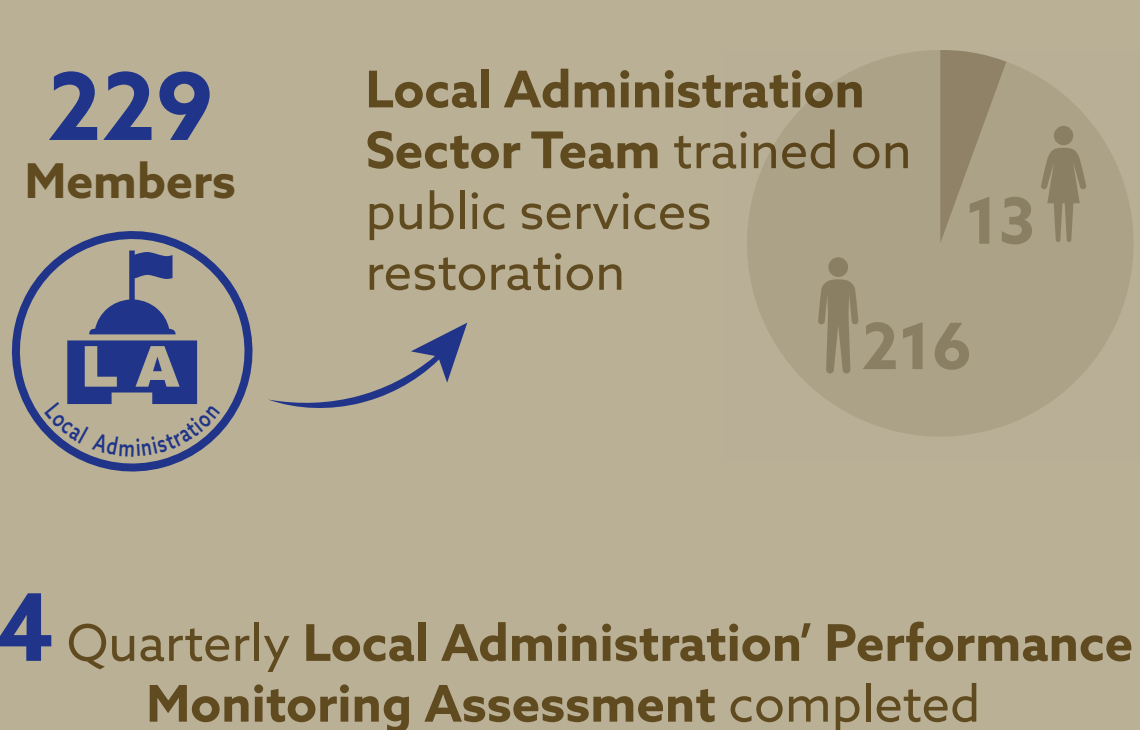 229
Members
L A
Local Administration
Local Administration
Sector Team trained on
public services
restoration
13
216
4 Quarterly Local Administration’ Performance
Monitoring Assessment completed